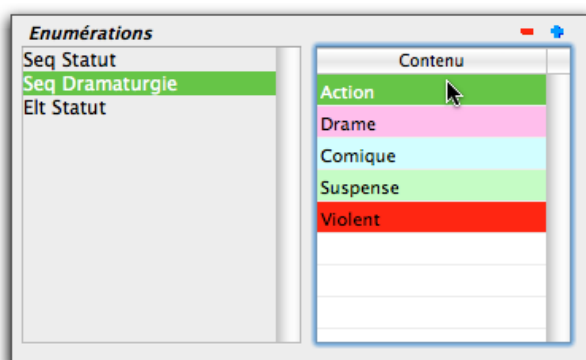 Enumérations
Seq Statut
Seq Dramaturgie
Elt Statut
Contenu
Action
Drame
Comique
Suspense
Violent